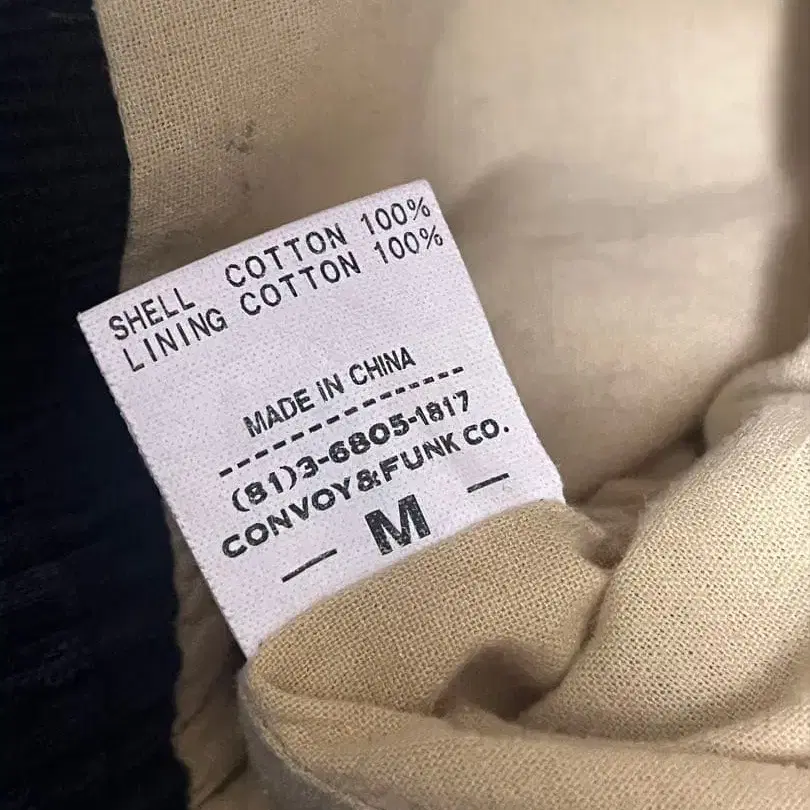 SHELL COTTON 100%
LINING COTTON 100%
MADE IN CHINA
(81)3-6805-1817
CONVOY&FUNK CO.
M